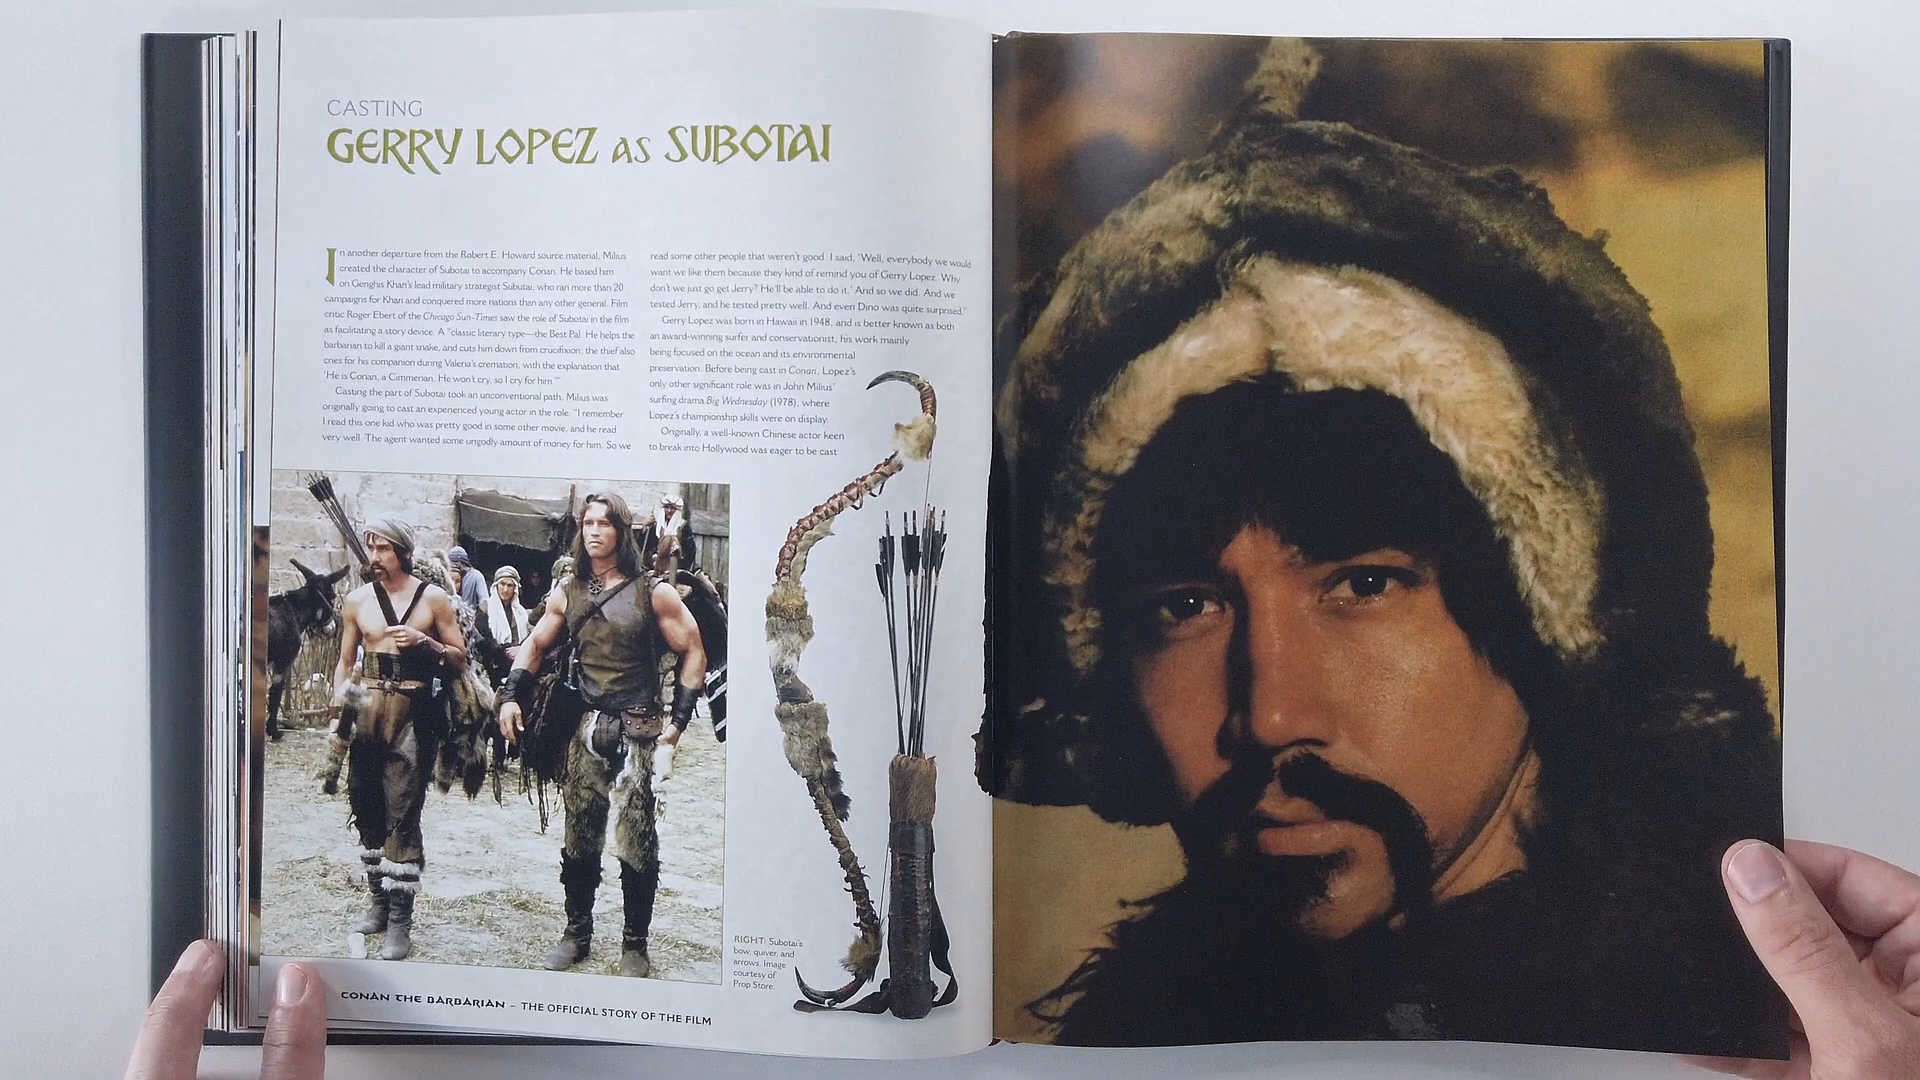 CASTING
GERRY LOPEZ AS SUBOTAI
In another departure from the Robert E. Howard source material, Milius
created the character of Subotai to accompany Conan. He based him
on Genghis Khan's lead military strategist Subutai, who ran more than 20
campaigns for Khan and conquered more nations than any other general. Film
critic Roger Ebert of the Chicago Sun-Times saw the role of Subotai in the film
as facilitating a story device. A "classic literary type—the Best Pal. He helps the
barbarian to kill a giant snake, and cuts him down from crucifixion; the thief also
cries for his companion during Valeria's cremation, with the explanation that
'He is Conan, a Cimmerian. He won't cry, so I cry for him.'"
Casting the part of Subotai took an unconventional path. Milius was
originally going to cast an experienced young actor in the role. "I remember
I read this one kid who was pretty good in some other movie, and he read
very well. The agent wanted some ungodly amount of money for him. So we
read some other people that weren't good. I said, 'Well, everybody we would
want we like them because they kind of remind you of Gerry Lopez. Why
don't we just go get Jerry? He'll be able to do it.' And so we did. And we
tested Jerry, and he tested pretty well. And even Dino was quite surprised."
Gerry Lopez was born in Hawaii in 1948, and is better known as both
an award-winning surfer and conservationist, his work mainly
being focused on the ocean and its environmental
preservation. Before being cast in Conan, Lopez's
only other significant role was in John Milius'
surfing drama Big Wednesday (1978), where
Lopez's championship skills were on display.
Originally, a well-known Chinese actor keen
to break into Hollywood was eager to be cast
RIGHT: Subotai's
bow, quiver, and
arrows. Image
courtesy of
Prop Store.
CONAN THE BARBARIAN – THE OFFICIAL STORY OF THE FILM